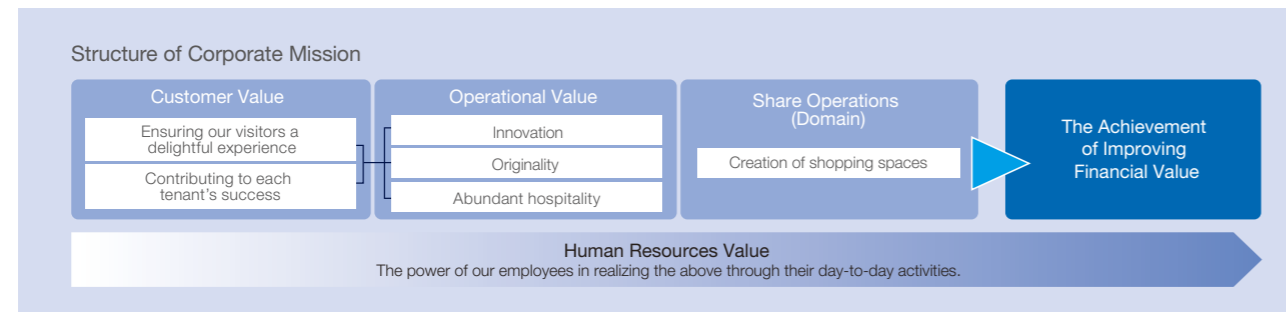 Structure of Corporate Mission
Customer Value
Ensuring our visitors a
delightful experience
Contributing to each
tenant's success
Operational Value
Innovation
Originality
Abundant hospitality
Share Operations
(Domain)
Creation of shopping spaces
The Achievement
of Improving
Financial Value
Human Resources Value
The power of our employees in realizing the above through their day-to-day activities.